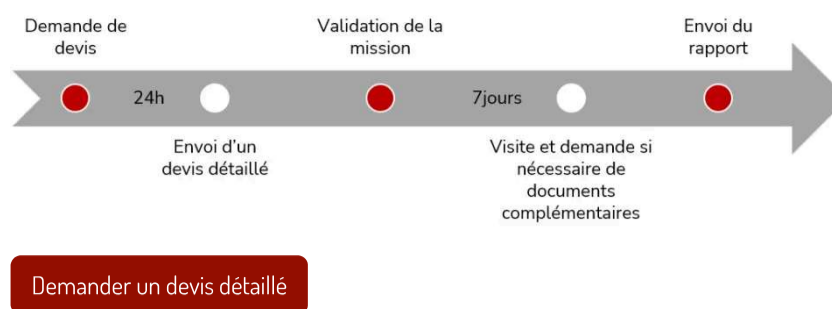 Demande de
devis
Validation de la
mission
Envoi du
rapport
24h
7jours
Envoi d'un
devis détaillé
Visite et demande si
nécessaire de
documents
complémentaires
Demander un devis détaillé